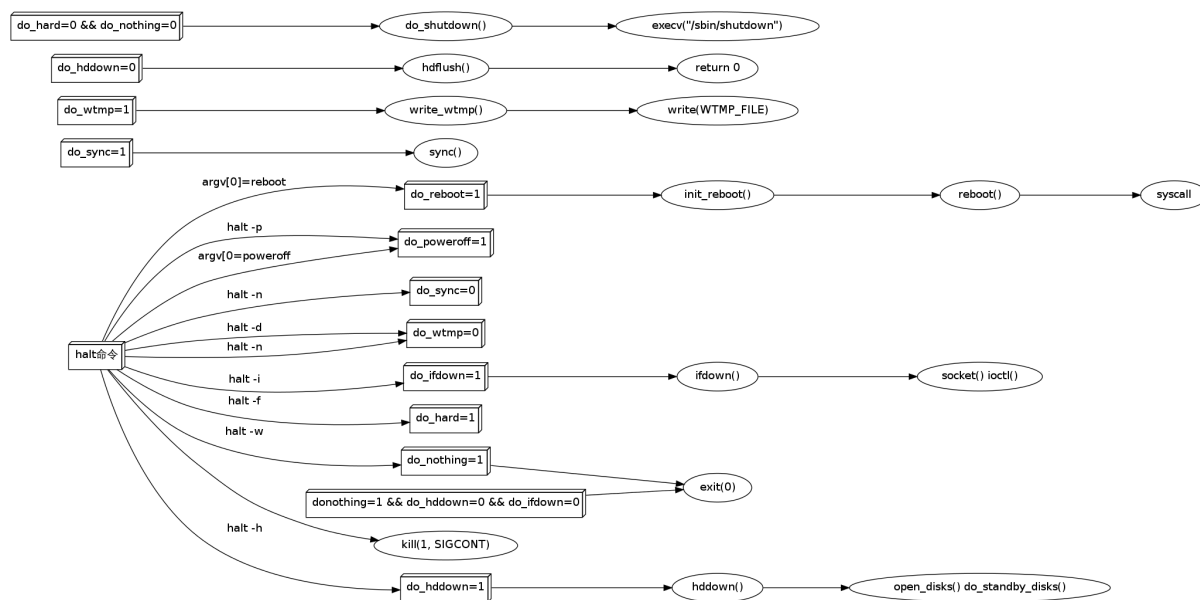 do_hard=0 && do_nothing=0
do_shutdown()
execv("/sbin/shutdown")
do_hddown=0
hdflush()
return 0
do_wtmp=1
write_wtmp()
write(WTMP_FILE)
do_sync=1
sync()
argv[0]=reboot
do_reboot=1
init_reboot()
reboot()
syscall
halt -p
do_poweroff=1
argv[0=poweroff
halt -n
do_sync=0
halt -d
do_wtmp=0
halt -n
halt命令
halt -i
do_ifdown=1
ifdown()
socket() ioctl()
halt -f
do_hard=1
halt -w
do_nothing=1
exit(0)
donothing=1 && do_hddown=0 && do_ifdown=0
halt -h
kill(1, SIGCONT)
do_hddown=1
hddown()
open_disks() do_standby_disks()